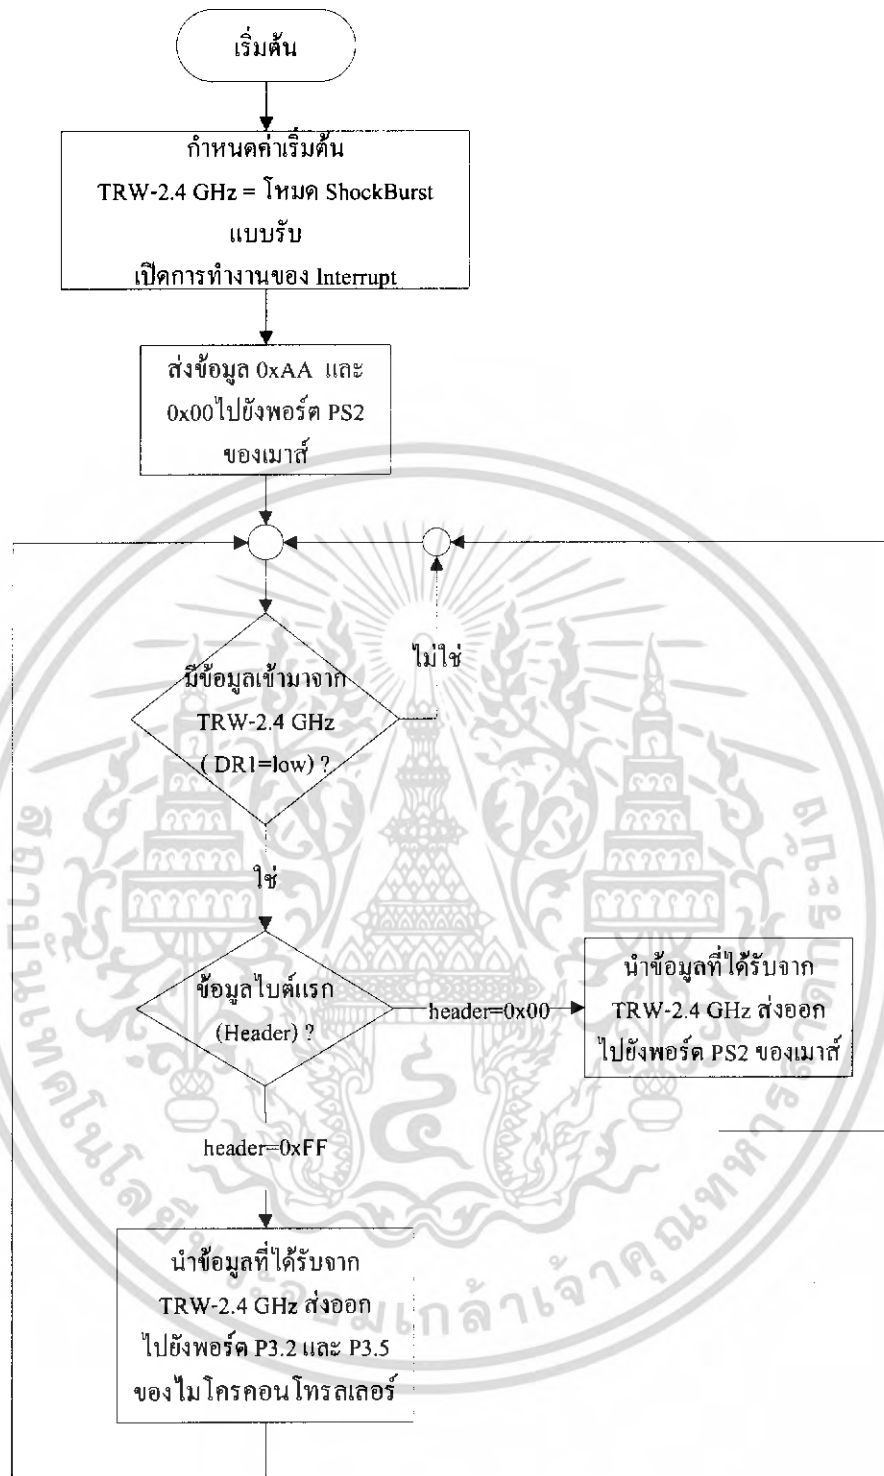 เริ่มต้น
กำหนดค่าเริ่มต้น
TRW-2.4 GHz = โหมด ShockBurst
แบบรับ
เปิดการทำงานของ Interrupt
ส่งข้อมูล 0xAA และ
0x00ไปยังพอร์ต PS2
ของเมาส์
มีข้อมูลเข้ามาจาก
TRW-2.4 GHz
( DR1=low) ?
ไม่ใช่
ใช่
ข้อมูลไบต์แรก
(Header) ?
header=0x00
นำข้อมูลที่ได้รับจาก
TRW-2.4 GHz ส่งออก
ไปยังพอร์ต PS2 ของเมาส์
header=0xFF
นำข้อมูลที่ได้รับจาก
TRW-2.4 GHz ส่งออก
ไปยังพอร์ต P3.2 และ P3.5
ของไมโครคอนโทรลเลอร์